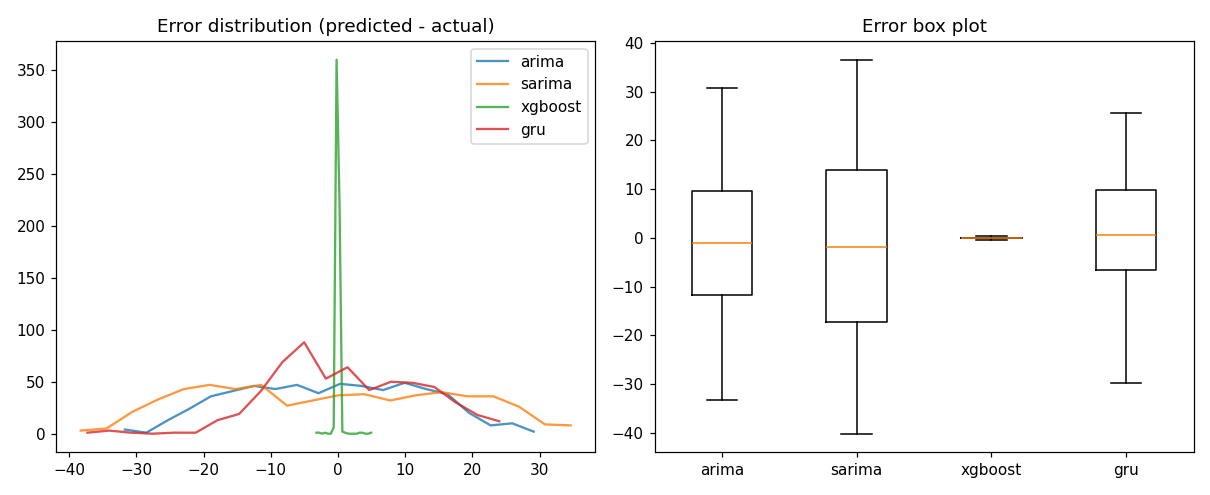 Error distribution (predicted - actual)
350
300
250
200
150
100
50
0
−40
−30
−20
−10
0
10
20
30
arima
sarima
xgboost
gru
Error box plot
40
30
20
10
0
−10
−20
−30
−40
arima
sarima
xgboost
gru